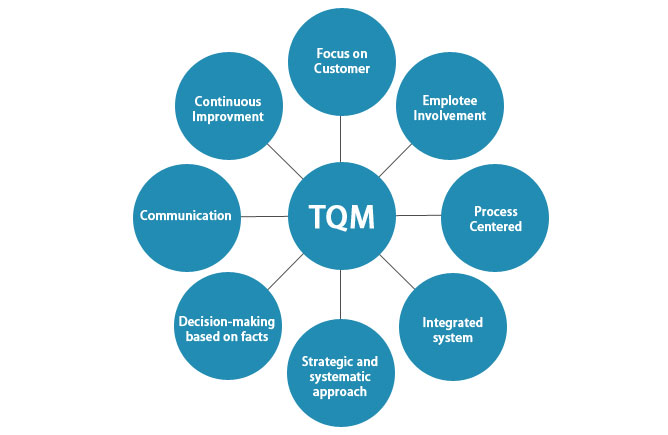 Focus on
Customer
Emplotee
Involvement
Process
Centered
Integrated
system
Strategic and
systematic
approach
Decision-making
based on facts
Communication
Continuous
Improvment
TQM